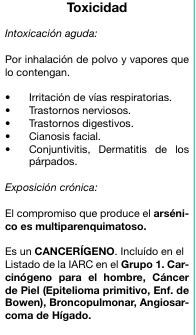 Toxicidad
Intoxicación aguda:
Por inhalación de polvo y vapores que
lo contengan.
• Irritación de vías respiratorias.
• Trastornos nerviosos.
• Trastornos digestivos.
• Cianosis facial.
• Conjuntivitis, Dermatitis de los
párpados.
Exposición crónica:
El compromiso que produce el arséni-
co es multiparenquimatoso.
Es un CANCERÍGENO. Incluído en el
Listado de la IARC en el Grupo 1. Car-
cinógeno para el hombre, Cáncer
de Piel (Epitelioma primitivo, Enf. de
Bowen), Broncopulmonar, Angiosar-
coma de Hígado.